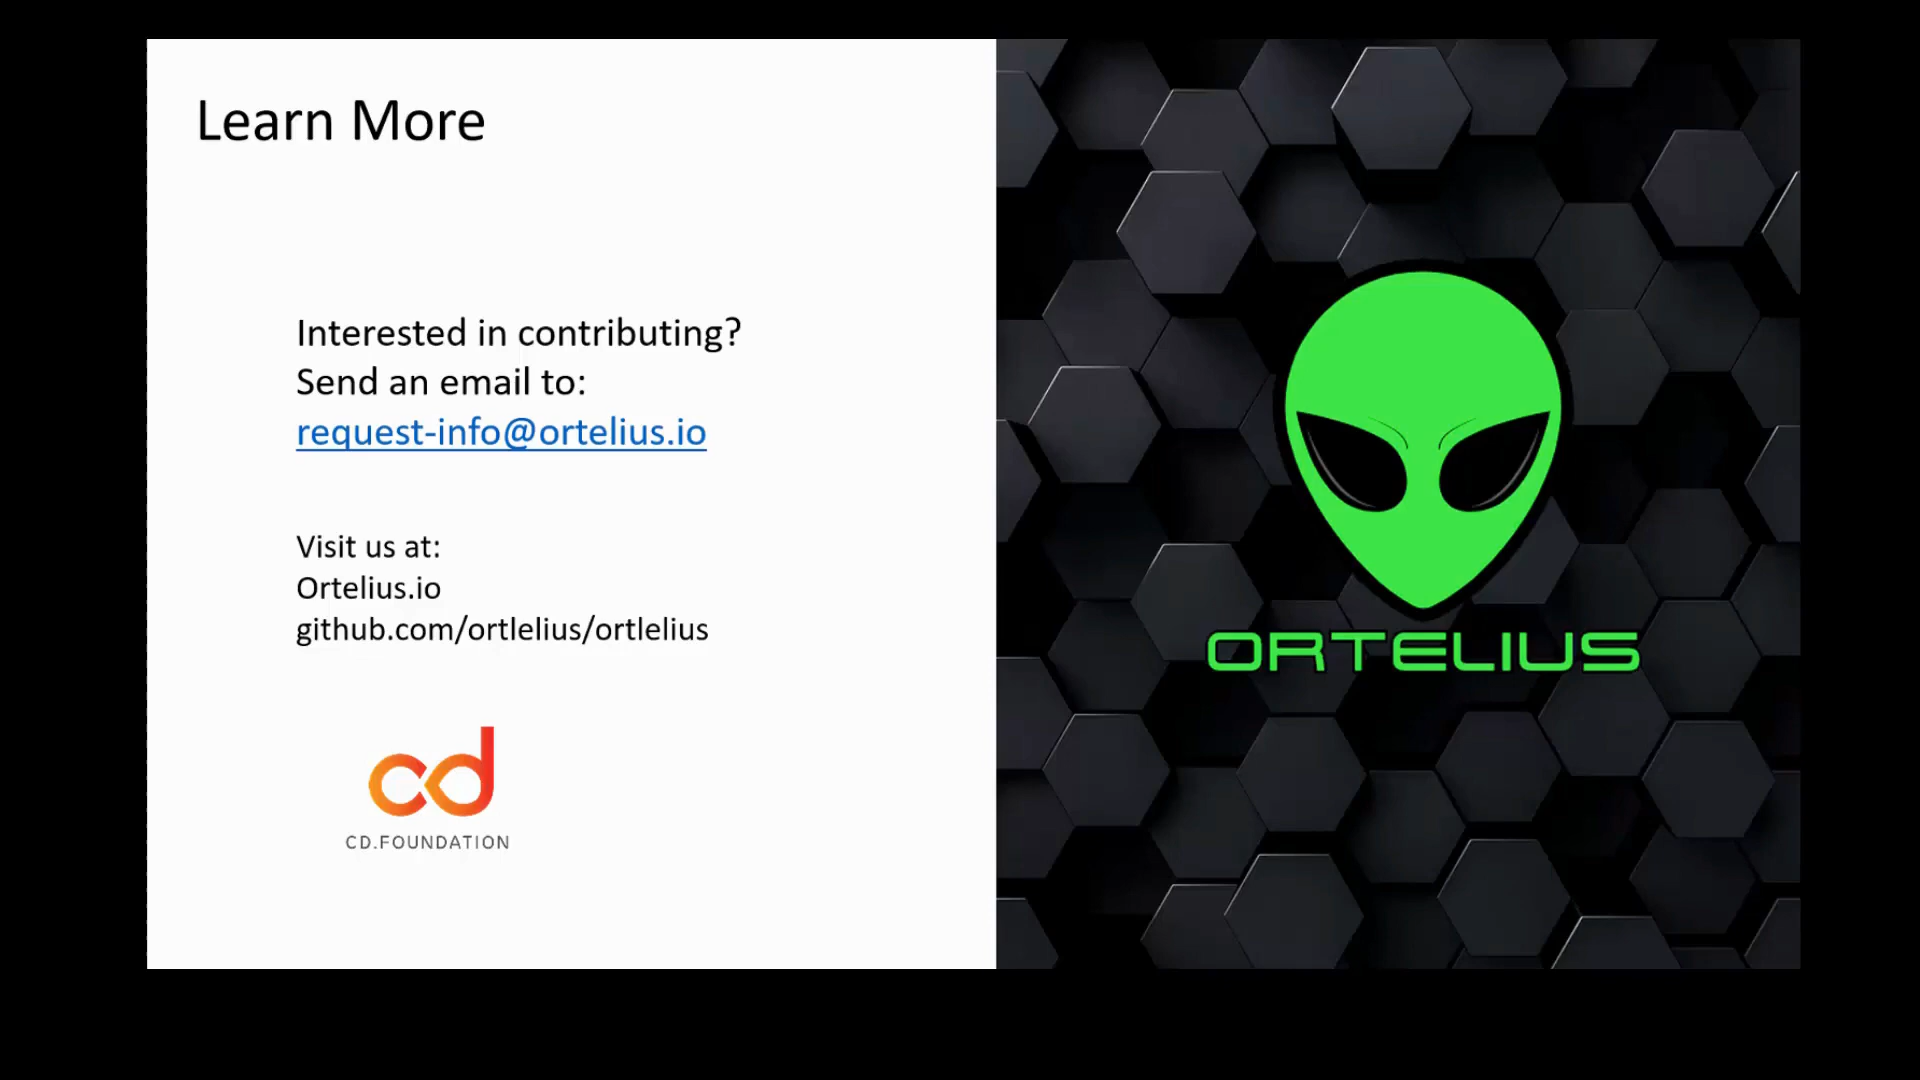 Learn More
Interested in contributing?
Send an email to:
request-info@ortelius.io
Visit us at:
Ortelius.io
github.com/ortlelius/ortlelius
cd
CD.FOUNDATION
ORTELIUS